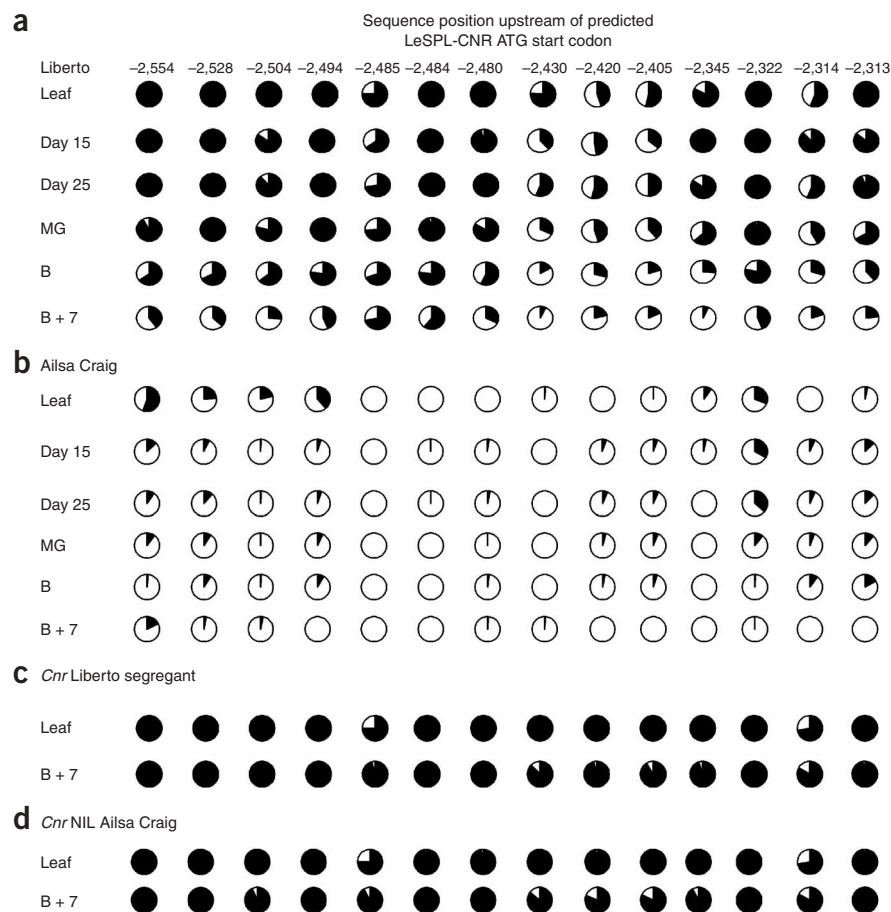 a
Sequence position upstream of predicted
LeSPL-CNR ATG start codon
Liberto –2,554 –2,528 –2,504 –2,494 –2,485 –2,484 –2,480 –2,430 –2,420 –2,405 –2,345 –2,322 –2,314 –2,313
Leaf
Day 15
Day 25
MG
B
B + 7
b Ailsa Craig
Leaf
Day 15
Day 25
MG
B
B + 7
c Cnr Liberto segregant
Leaf
B + 7
d Cnr NIL Ailsa Craig
Leaf
B + 7